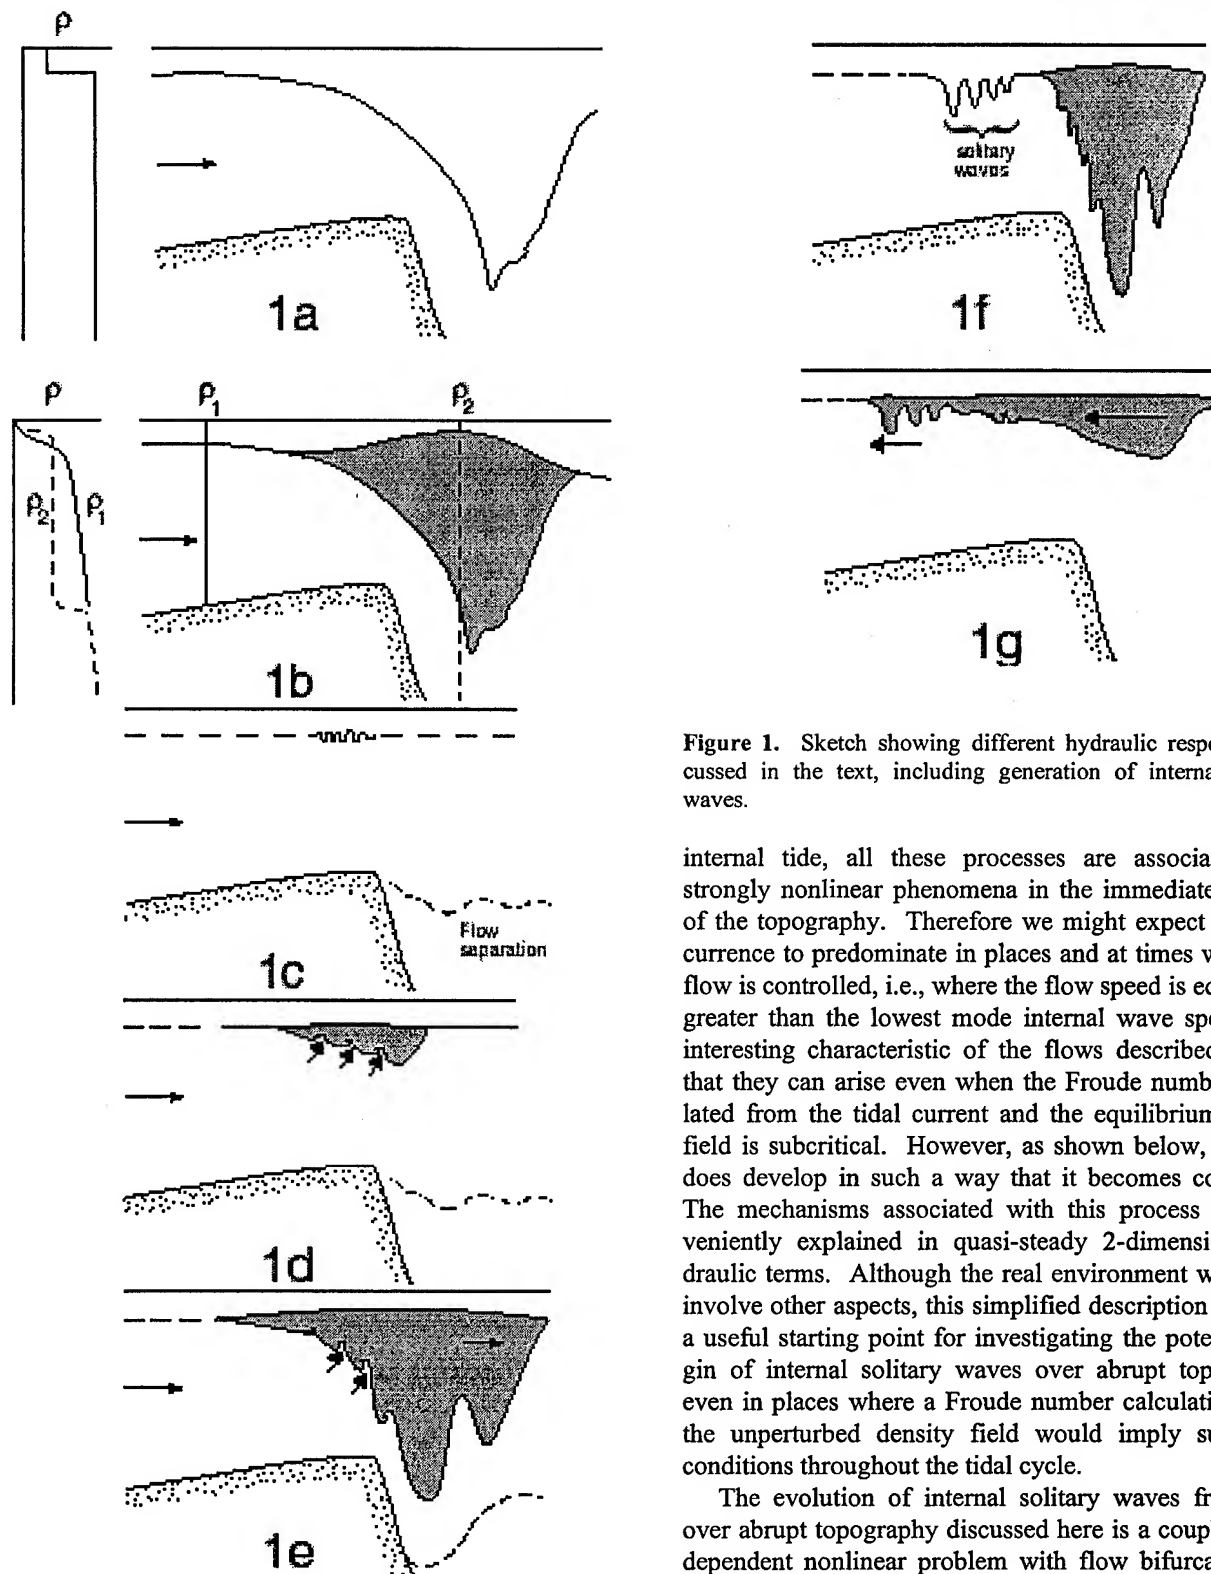 ρ
1a
ρ
ρ1
ρ2
ρ2
ρ1
1b
Flow
separation
1c
1d
1e
solitary
waves
1f
1g
Figure 1. Sketch showing different hydraulic respo
cussed in the text, including generation of interna
waves.
internal tide, all these processes are associa
strongly nonlinear phenomena in the immediate
of the topography. Therefore we might expect
currence to predominate in places and at times w
flow is controlled, i.e., where the flow speed is eq
greater than the lowest mode internal wave spe
interesting characteristic of the flows described
that they can arise even when the Froude numbe
lated from the tidal current and the equilibrium
field is subcritical. However, as shown below,
does develop in such a way that it becomes co
The mechanisms associated with this process
veniently explained in quasi-steady 2-dimensi
draulic terms. Although the real environment w
involve other aspects, this simplified description
a useful starting point for investigating the pote
gin of internal solitary waves over abrupt top
even in places where a Froude number calculati
the unperturbed density field would imply su
conditions throughout the tidal cycle.
The evolution of internal solitary waves fr
over abrupt topography discussed here is a coupl
dependent nonlinear problem with flow bifurca